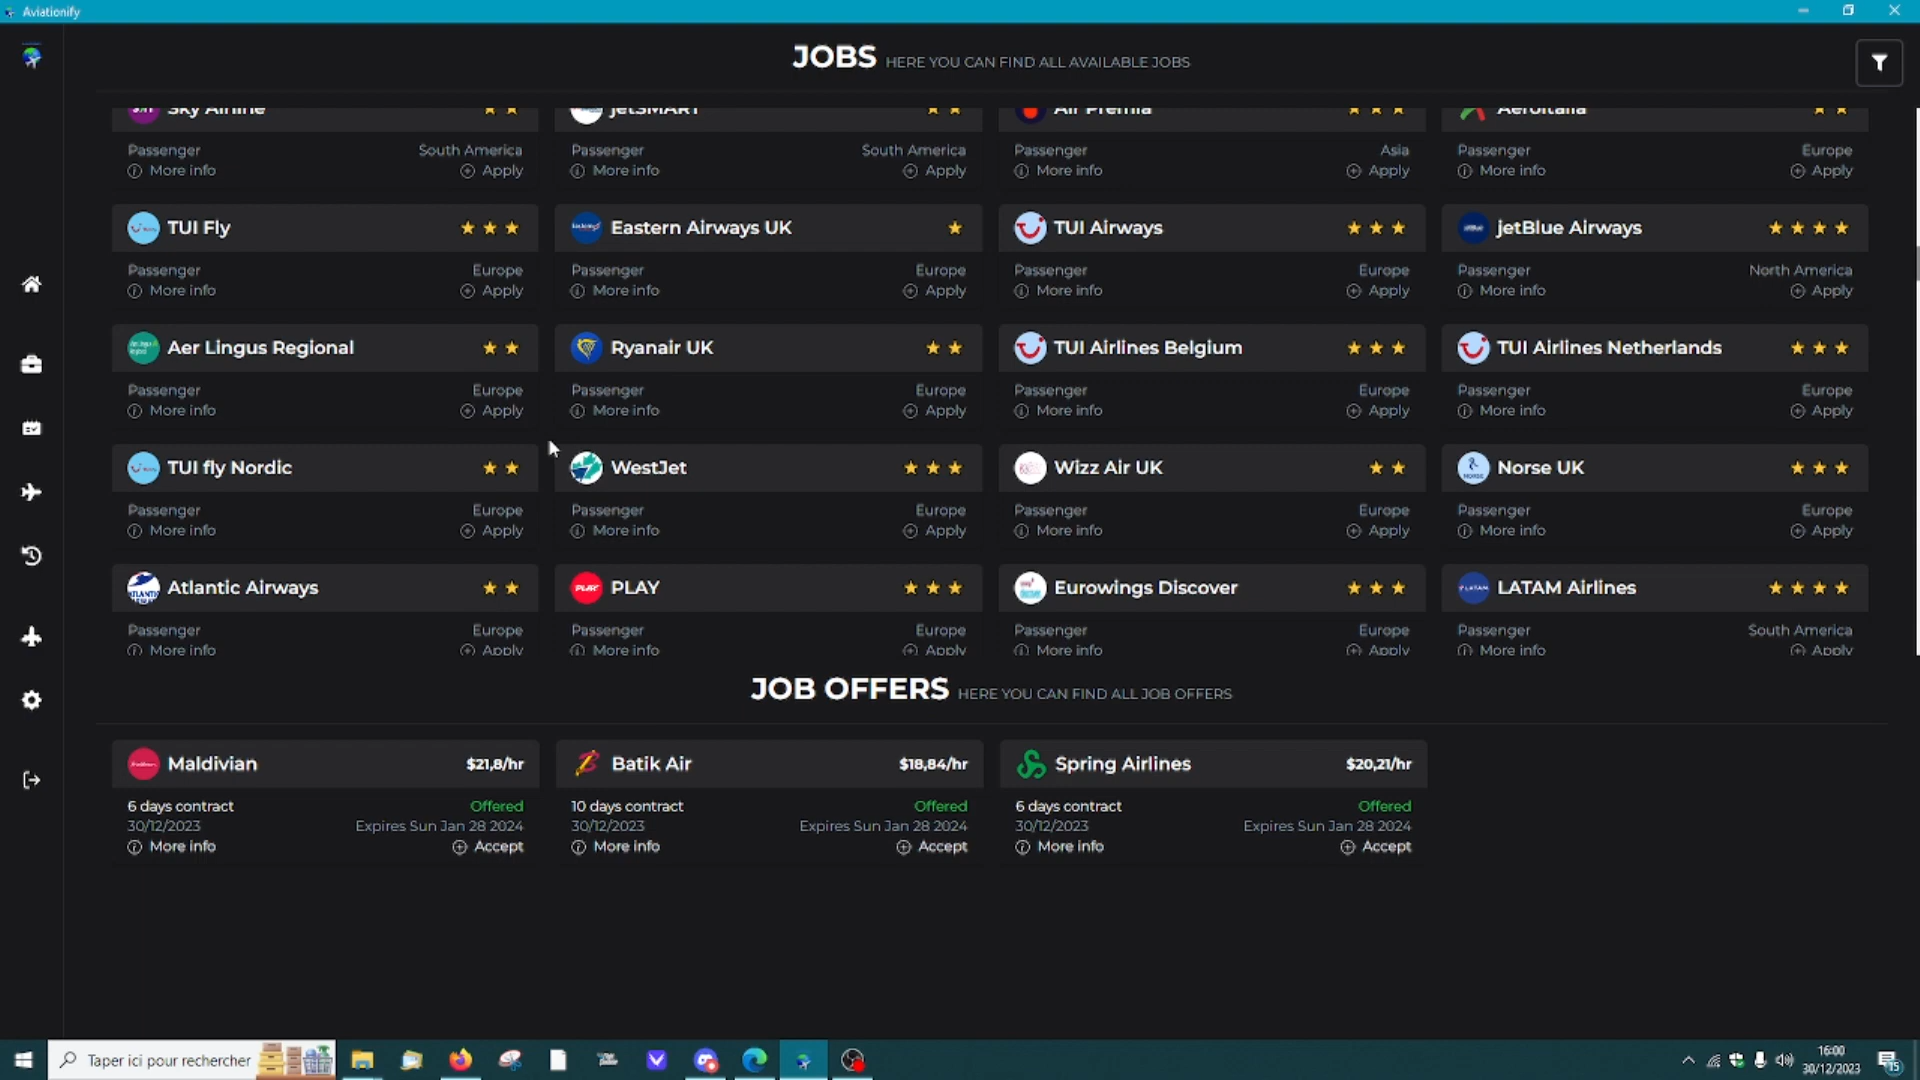 Aviationify
JOBS HERE YOU CAN FIND ALL AVAILABLE JOBS
Sky Airline
jetSMART
Air Premia
Aeroitalia
Passenger South America
More info Apply
Passenger South America
More info Apply
Passenger Asia
More info Apply
Passenger Europe
More info Apply
TUI Fly
Passenger Europe
More info Apply
Eastern Airways UK
Passenger Europe
More info Apply
TUI Airways
Passenger Europe
More info Apply
jetBlue Airways
Passenger North America
More info Apply
Aer Lingus Regional
Passenger Europe
More info Apply
Ryanair UK
Passenger Europe
More info Apply
TUI Airlines Belgium
Passenger Europe
More info Apply
TUI Airlines Netherlands
Passenger Europe
More info Apply
TUI fly Nordic
Passenger Europe
More info Apply
WestJet
Passenger Europe
More info Apply
Wizz Air UK
Passenger Europe
More info Apply
NORSE
Norse UK
Passenger Europe
More info Apply
Atlantic Airways
Passenger Europe
More info Apply
PLAY
PLAY
Passenger Europe
More info Apply
Eurowings Discover
Passenger Europe
More info Apply
LATAM
LATAM Airlines
Passenger South America
More info Apply
JOB OFFERS HERE YOU CAN FIND ALL JOB OFFERS
Maldivian $21,8/hr
6 days contract Offered
30/12/2023 Expires Sun Jan 28 2024
More info Accept
Batik Air $18,84/hr
10 days contract Offered
30/12/2023 Expires Sun Jan 28 2024
More info Accept
Spring Airlines $20,21/hr
6 days contract Offered
30/12/2023 Expires Sun Jan 28 2024
More info Accept
Taper ici pour rechercher
16:00
30/12/2023
15